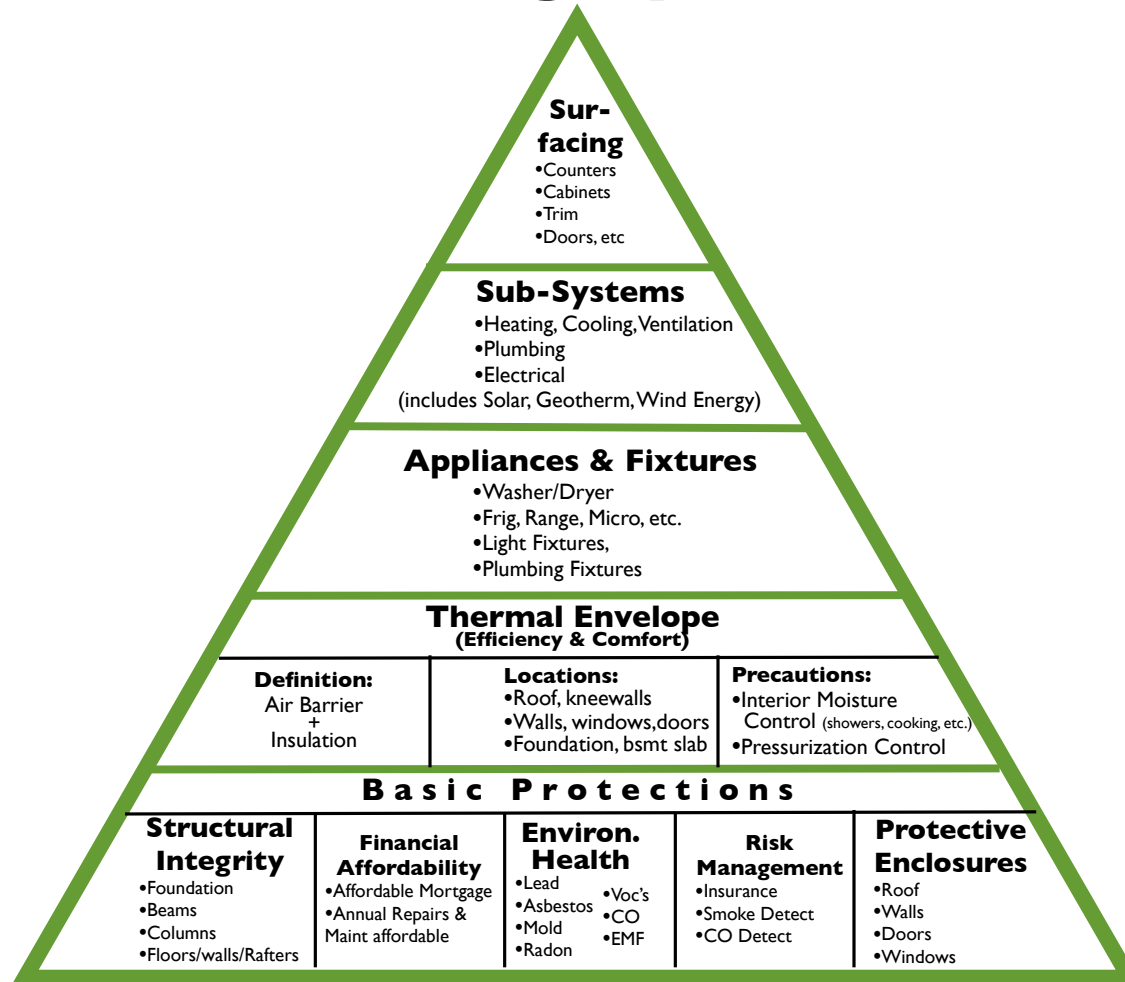 Sur-
facing
•Counters
•Cabinets
•Trim
•Doors, etc
Sub-Systems
•Heating, Cooling, Ventilation
•Plumbing
•Electrical
(includes Solar, Geotherm, Wind Energy)
Appliances & Fixtures
•Washer/Dryer
•Frig, Range, Micro, etc.
•Light Fixtures,
•Plumbing Fixtures
Thermal Envelope
(Efficiency & Comfort)
Definition:
Air Barrier
+
Insulation
Locations:
•Roof, kneewalls
•Walls, windows,doors
•Foundation, bsmt slab
Precautions:
•Interior Moisture
Control (showers, cooking, etc.)
•Pressurization Control
Basic Protections
Structural
Integrity
•Foundation
•Beams
•Columns
•Floors/walls/Rafters
Financial
Affordability
•Affordable Mortgage
•Annual Repairs &
Maint affordable
Environ.
Health
•Lead
•Asbestos
•Mold
•Radon
•Voc's
•CO
•EMF
Risk
Management
•Insurance
•Smoke Detect
•CO Detect
Protective
Enclosures
•Roof
•Walls
•Doors
•Windows